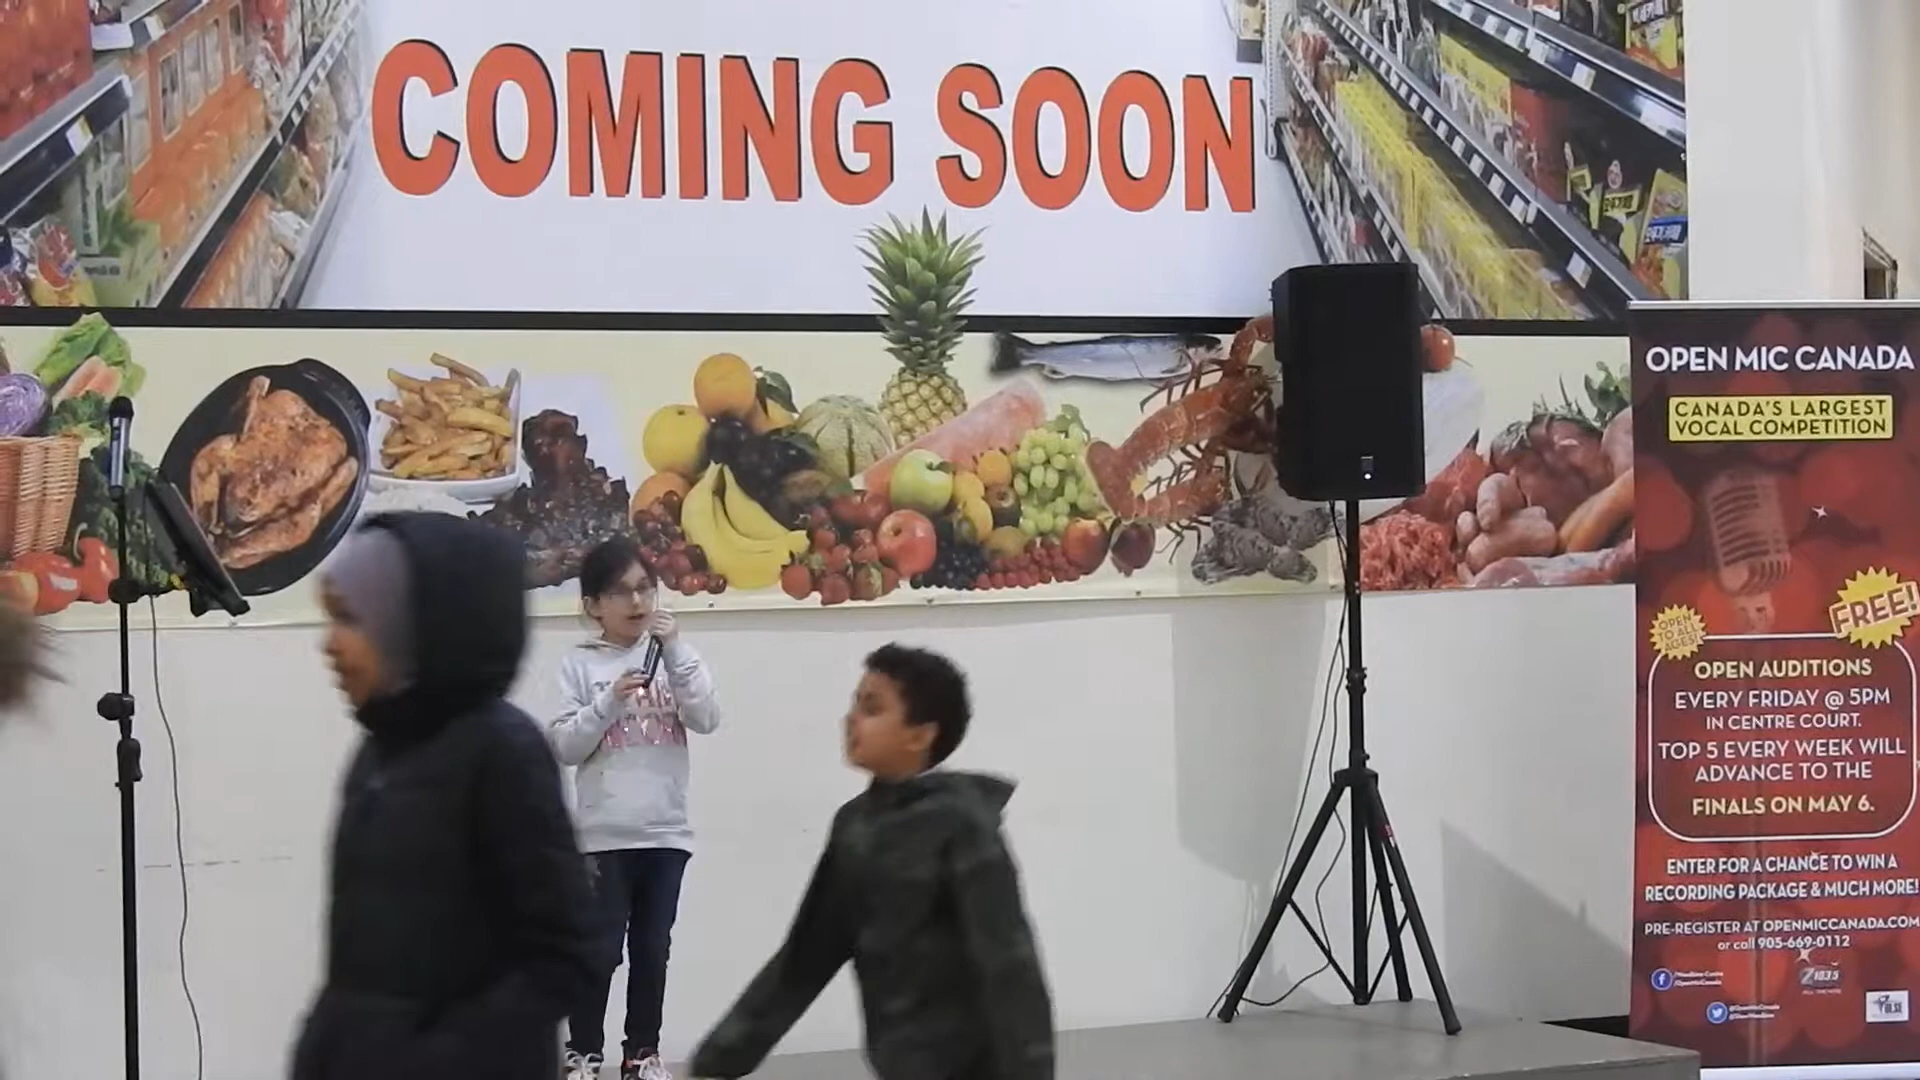 COMING SOON
OPEN MIC CANADA
CANADA'S LARGEST
VOCAL COMPETITION
FREE!
OPEN
TO ALL
AGES!
OPEN AUDITIONS
EVERY FRIDAY @ 5PM
IN CENTRE COURT.
TOP 5 EVERY WEEK WILL
ADVANCE TO THE
FINALS ON MAY 6.
ENTER FOR A CHANCE TO WIN A
RECORDING PACKAGE & MUCH MORE!
PRE-REGISTER AT OPENMICCANADA.COM
or call 905-669-0112
Z103.5